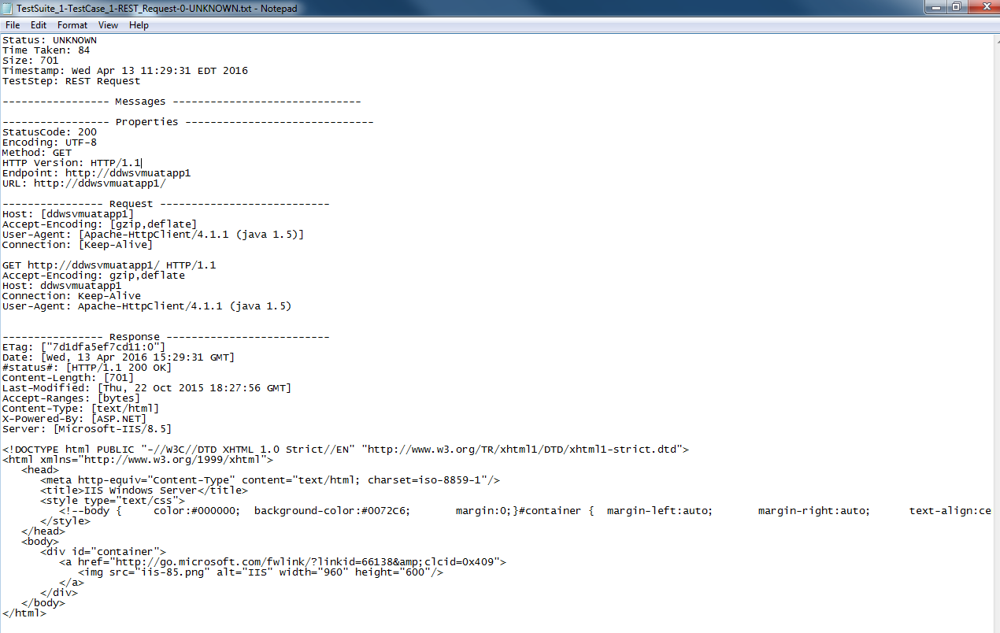 TestSuite_1-TestCase_1-REST_Request-0-UNKNOWN.txt - Notepad
File Edit Format View Help
Status: UNKNOWN
Time Taken: 84
Size: 701
Timestamp: Wed Apr 13 11:29:31 EDT 2016
TestStep: REST Request
----------------- Messages ------------------------------
----------------- Properties ------------------------------
StatusCode: 200
Encoding: UTF-8
Method: GET
HTTP Version: HTTP/1.1
Endpoint: http://ddwsvmuatapp1
URL: http://ddwsvmuatapp1/
---------------- Request ---------------------------
Host: [ddwsvmuatapp1]
Accept-Encoding: [gzip,deflate]
User-Agent: [Apache-HttpClient/4.1.1 (java 1.5)]
Connection: [Keep-Alive]
GET http://ddwsvmuatapp1/ HTTP/1.1
Accept-Encoding: gzip,deflate
Host: ddwsvmuatapp1
Connection: Keep-Alive
User-Agent: Apache-HttpClient/4.1.1 (java 1.5)
---------------- Response --------------------------
ETag: ["7d1dfa5ef7cd11:0"]
Date: [Wed, 13 Apr 2016 15:29:31 GMT]
#status#: [HTTP/1.1 200 OK]
Content-Length: [701]
Last-Modified: [Thu, 22 Oct 2015 18:27:56 GMT]
Accept-Ranges: [bytes]
Content-Type: [text/html]
X-Powered-By: [ASP.NET]
Server: [Microsoft-IIS/8.5]
<!DOCTYPE html PUBLIC "-//W3C//DTD XHTML 1.0 Strict//EN" "http://www.w3.org/TR/xhtml1/DTD/xhtml1-strict.dtd">
<html xmlns="http://www.w3.org/1999/xhtml">
<head>
<meta http-equiv="Content-Type" content="text/html; charset=iso-8859-1"/>
<title>IIS Windows Server</title>
<style type="text/css">
<!--body { color:#000000; background-color:#0072C6; margin:0;}#container { margin-left:auto; margin-right:auto; text-align:ce
</style>
</head>
<body>
<div id="container">
<a href="http://go.microsoft.com/fwlink/?linkid=66138&amp;clcid=0x409">
<img src="iis-85.png" alt="IIS" width="960" height="600"/>
</a>
</div>
</body>
</html>